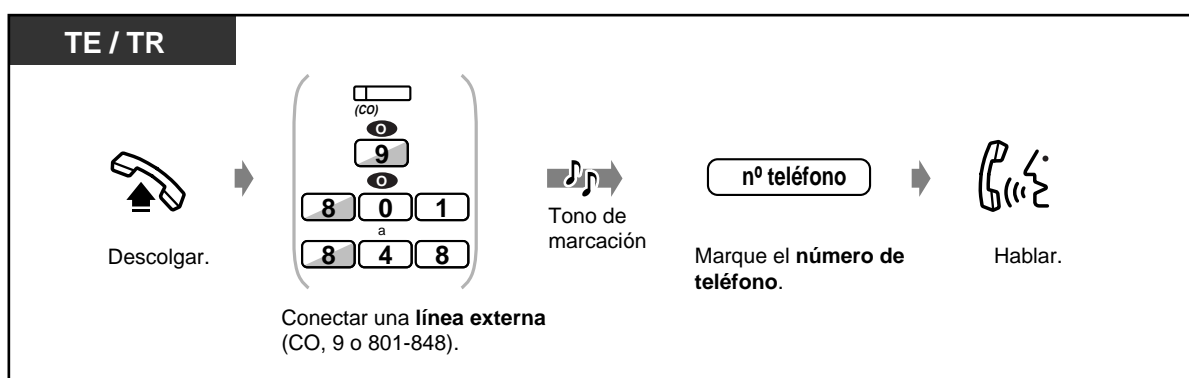 TE / TR
(CO)
O
9
O
8 0 1
a
8 4 8
Descolgar.
Conectar una línea externa
(CO, 9 o 801-848).
Tono de
marcación
nº teléfono
Marque el número de
teléfono.
Hablar.